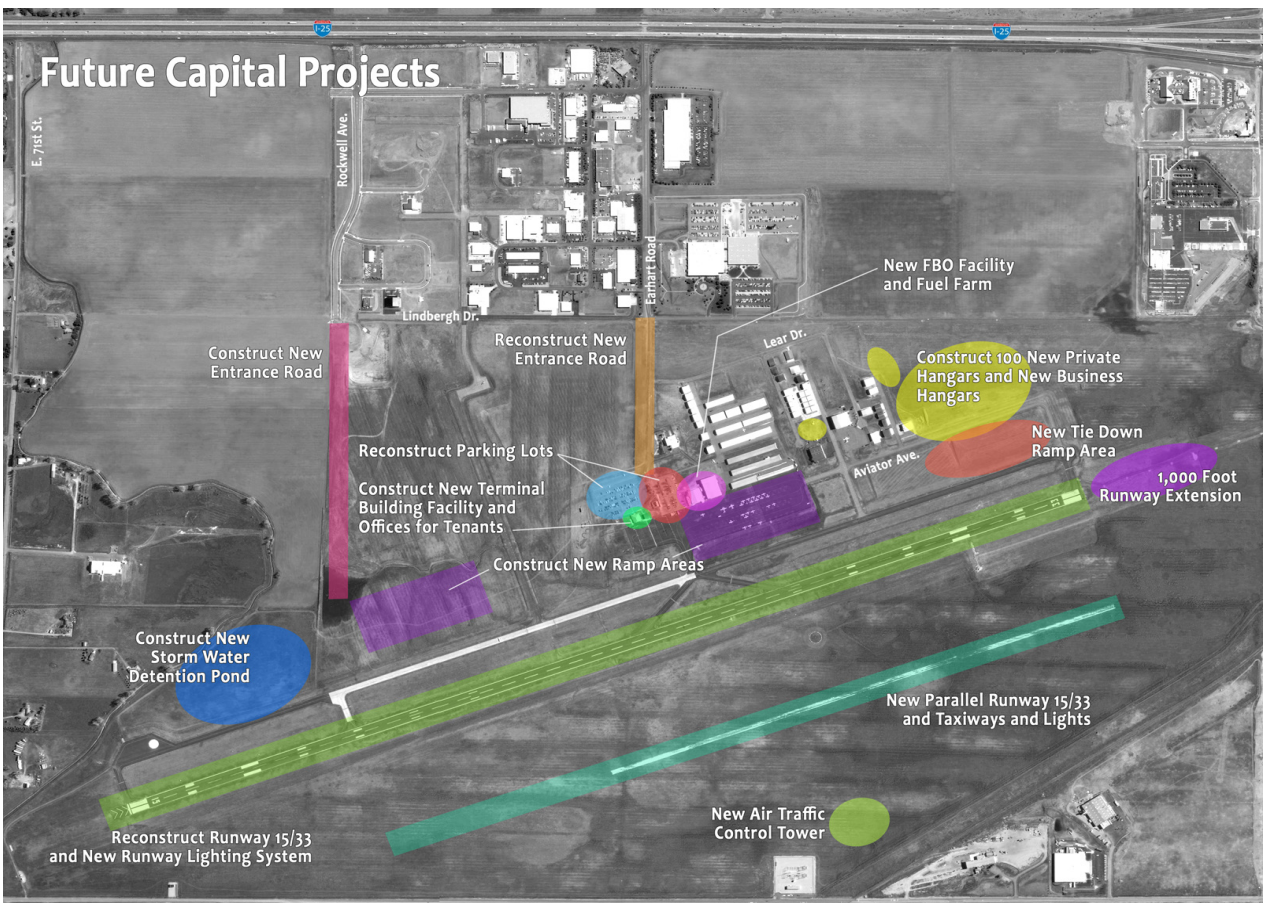 I-25
I-25
Future Capital Projects
E. 71st St.
Rockwell Ave.
Earhart Road
Lindbergh Dr.
New FBO Facility
and Fuel Farm
Lear Dr.
Construct New
Entrance Road
Reconstruct New
Entrance Road
Construct 100 New Private
Hangars and New Business
Hangars
New Tie Down
Ramp Area
Aviator Ave.
1,000 Foot
Runway Extension
Reconstruct Parking Lots
Construct New Terminal
Building Facility and
Offices for Tenants
Construct New Ramp Areas
Construct New
Storm Water
Detention Pond
New Parallel Runway 15/33
and Taxiways and Lights
New Air Traffic
Control Tower
Reconstruct Runway 15/33
and New Runway Lighting System